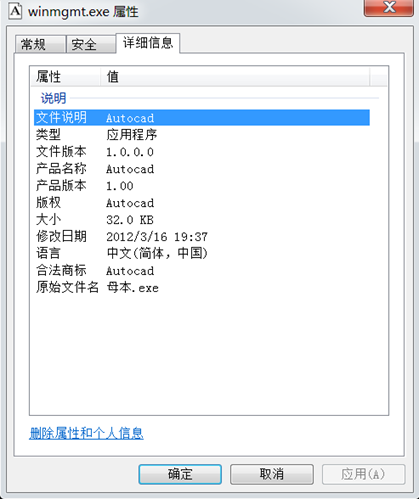 winmgmt.exe 属性
常规 安全 详细信息
属性 值
说明
文件说明 Autocad
类型 应用程序
文件版本 1.0.0.0
产品名称 Autocad
产品版本 1.00
版权 Autocad
大小 32.0 KB
修改日期 2012/3/16 19:37
语言 中文(简体，中国)
合法商标 Autocad
原始文件名 母本.exe
删除属性和个人信息
确定 取消 应用(A)